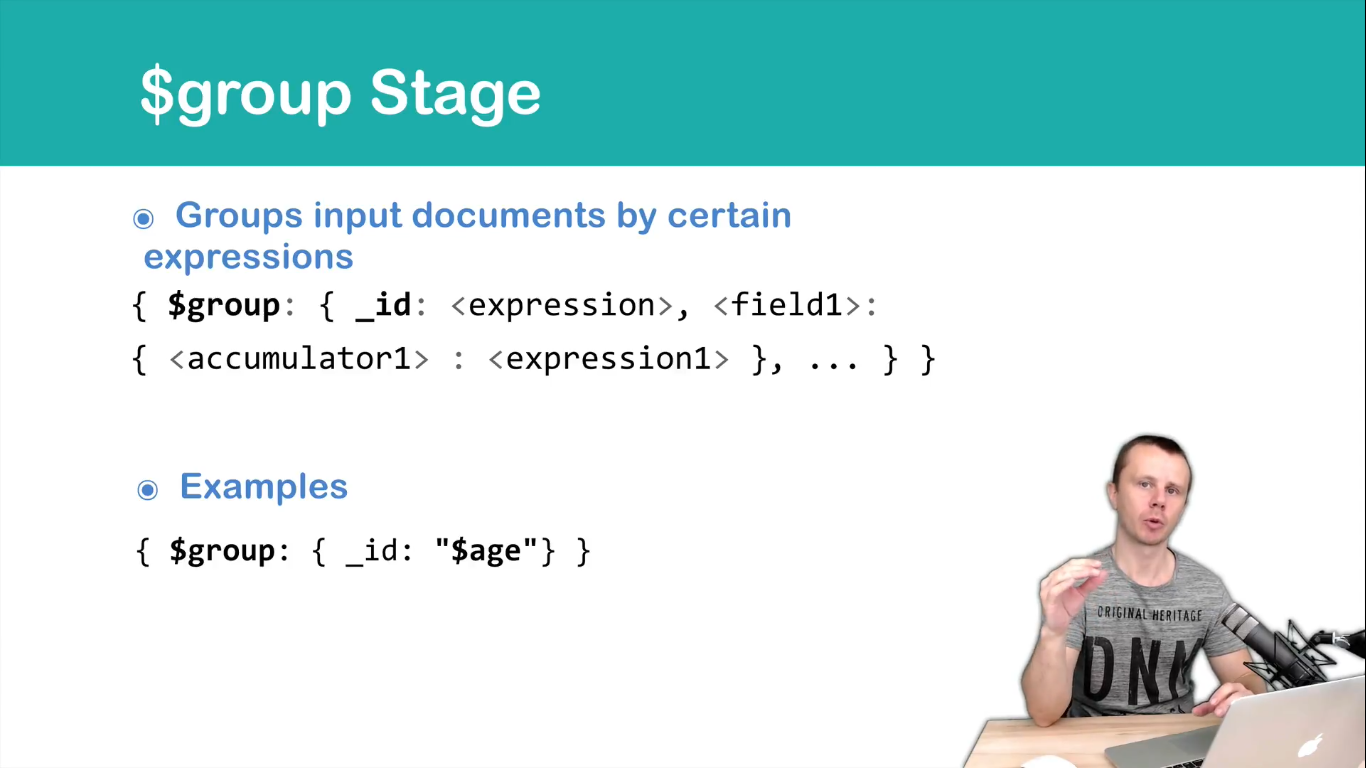 $group Stage
◉ Groups input documents by certain
expressions
{ $group: { _id: <expression>, <field1>:
{ <accumulator1> : <expression1> }, ... } }
◉ Examples
{ $group: { _id: "$age"} }
ORIGINAL HERITAGE
DNM